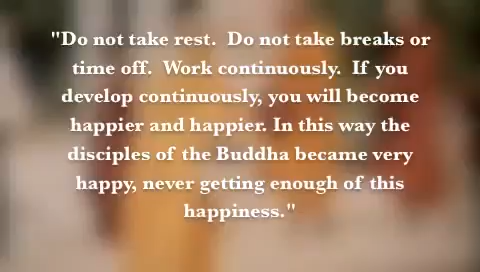 "Do not take rest.  Do not take breaks or
time off.  Work continuously.  If you
develop continuously, you will become
happier and happier. In this way the
disciples of the Buddha became very
happy, never getting enough of this
happiness."